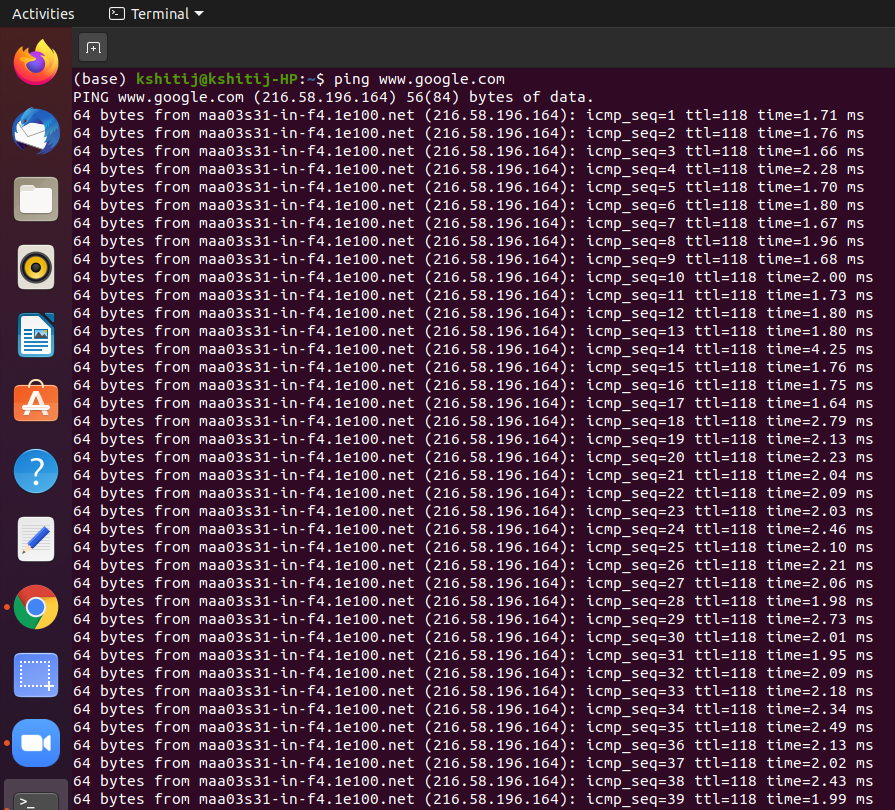 Activities
Terminal
(base) kshitij@kshitij-HP:~$ ping www.google.com
PING www.google.com (216.58.196.164) 56(84) bytes of data.
64 bytes from maa03s31-in-f4.1e100.net (216.58.196.164): icmp_seq=1 ttl=118 time=1.71 ms
64 bytes from maa03s31-in-f4.1e100.net (216.58.196.164): icmp_seq=2 ttl=118 time=1.76 ms
64 bytes from maa03s31-in-f4.1e100.net (216.58.196.164): icmp_seq=3 ttl=118 time=1.66 ms
64 bytes from maa03s31-in-f4.1e100.net (216.58.196.164): icmp_seq=4 ttl=118 time=2.28 ms
64 bytes from maa03s31-in-f4.1e100.net (216.58.196.164): icmp_seq=5 ttl=118 time=1.70 ms
64 bytes from maa03s31-in-f4.1e100.net (216.58.196.164): icmp_seq=6 ttl=118 time=1.80 ms
64 bytes from maa03s31-in-f4.1e100.net (216.58.196.164): icmp_seq=7 ttl=118 time=1.67 ms
64 bytes from maa03s31-in-f4.1e100.net (216.58.196.164): icmp_seq=8 ttl=118 time=1.96 ms
64 bytes from maa03s31-in-f4.1e100.net (216.58.196.164): icmp_seq=9 ttl=118 time=1.68 ms
64 bytes from maa03s31-in-f4.1e100.net (216.58.196.164): icmp_seq=10 ttl=118 time=2.00 ms
64 bytes from maa03s31-in-f4.1e100.net (216.58.196.164): icmp_seq=11 ttl=118 time=1.73 ms
64 bytes from maa03s31-in-f4.1e100.net (216.58.196.164): icmp_seq=12 ttl=118 time=1.80 ms
64 bytes from maa03s31-in-f4.1e100.net (216.58.196.164): icmp_seq=13 ttl=118 time=1.80 ms
64 bytes from maa03s31-in-f4.1e100.net (216.58.196.164): icmp_seq=14 ttl=118 time=4.25 ms
64 bytes from maa03s31-in-f4.1e100.net (216.58.196.164): icmp_seq=15 ttl=118 time=1.76 ms
64 bytes from maa03s31-in-f4.1e100.net (216.58.196.164): icmp_seq=16 ttl=118 time=1.75 ms
64 bytes from maa03s31-in-f4.1e100.net (216.58.196.164): icmp_seq=17 ttl=118 time=1.64 ms
64 bytes from maa03s31-in-f4.1e100.net (216.58.196.164): icmp_seq=18 ttl=118 time=2.79 ms
64 bytes from maa03s31-in-f4.1e100.net (216.58.196.164): icmp_seq=19 ttl=118 time=2.13 ms
64 bytes from maa03s31-in-f4.1e100.net (216.58.196.164): icmp_seq=20 ttl=118 time=2.23 ms
64 bytes from maa03s31-in-f4.1e100.net (216.58.196.164): icmp_seq=21 ttl=118 time=2.04 ms
64 bytes from maa03s31-in-f4.1e100.net (216.58.196.164): icmp_seq=22 ttl=118 time=2.09 ms
64 bytes from maa03s31-in-f4.1e100.net (216.58.196.164): icmp_seq=23 ttl=118 time=2.03 ms
64 bytes from maa03s31-in-f4.1e100.net (216.58.196.164): icmp_seq=24 ttl=118 time=2.46 ms
64 bytes from maa03s31-in-f4.1e100.net (216.58.196.164): icmp_seq=25 ttl=118 time=2.10 ms
64 bytes from maa03s31-in-f4.1e100.net (216.58.196.164): icmp_seq=26 ttl=118 time=2.21 ms
64 bytes from maa03s31-in-f4.1e100.net (216.58.196.164): icmp_seq=27 ttl=118 time=2.06 ms
64 bytes from maa03s31-in-f4.1e100.net (216.58.196.164): icmp_seq=28 ttl=118 time=1.98 ms
64 bytes from maa03s31-in-f4.1e100.net (216.58.196.164): icmp_seq=29 ttl=118 time=2.73 ms
64 bytes from maa03s31-in-f4.1e100.net (216.58.196.164): icmp_seq=30 ttl=118 time=2.01 ms
64 bytes from maa03s31-in-f4.1e100.net (216.58.196.164): icmp_seq=31 ttl=118 time=1.95 ms
64 bytes from maa03s31-in-f4.1e100.net (216.58.196.164): icmp_seq=32 ttl=118 time=2.09 ms
64 bytes from maa03s31-in-f4.1e100.net (216.58.196.164): icmp_seq=33 ttl=118 time=2.18 ms
64 bytes from maa03s31-in-f4.1e100.net (216.58.196.164): icmp_seq=34 ttl=118 time=2.34 ms
64 bytes from maa03s31-in-f4.1e100.net (216.58.196.164): icmp_seq=35 ttl=118 time=2.49 ms
64 bytes from maa03s31-in-f4.1e100.net (216.58.196.164): icmp_seq=36 ttl=118 time=2.13 ms
64 bytes from maa03s31-in-f4.1e100.net (216.58.196.164): icmp_seq=37 ttl=118 time=2.02 ms
64 bytes from maa03s31-in-f4.1e100.net (216.58.196.164): icmp_seq=38 ttl=118 time=2.43 ms
64 bytes from maa03s31-in-f4.1e100.net (216.58.196.164): icmp_seq=39 ttl=118 time=1.99 ms